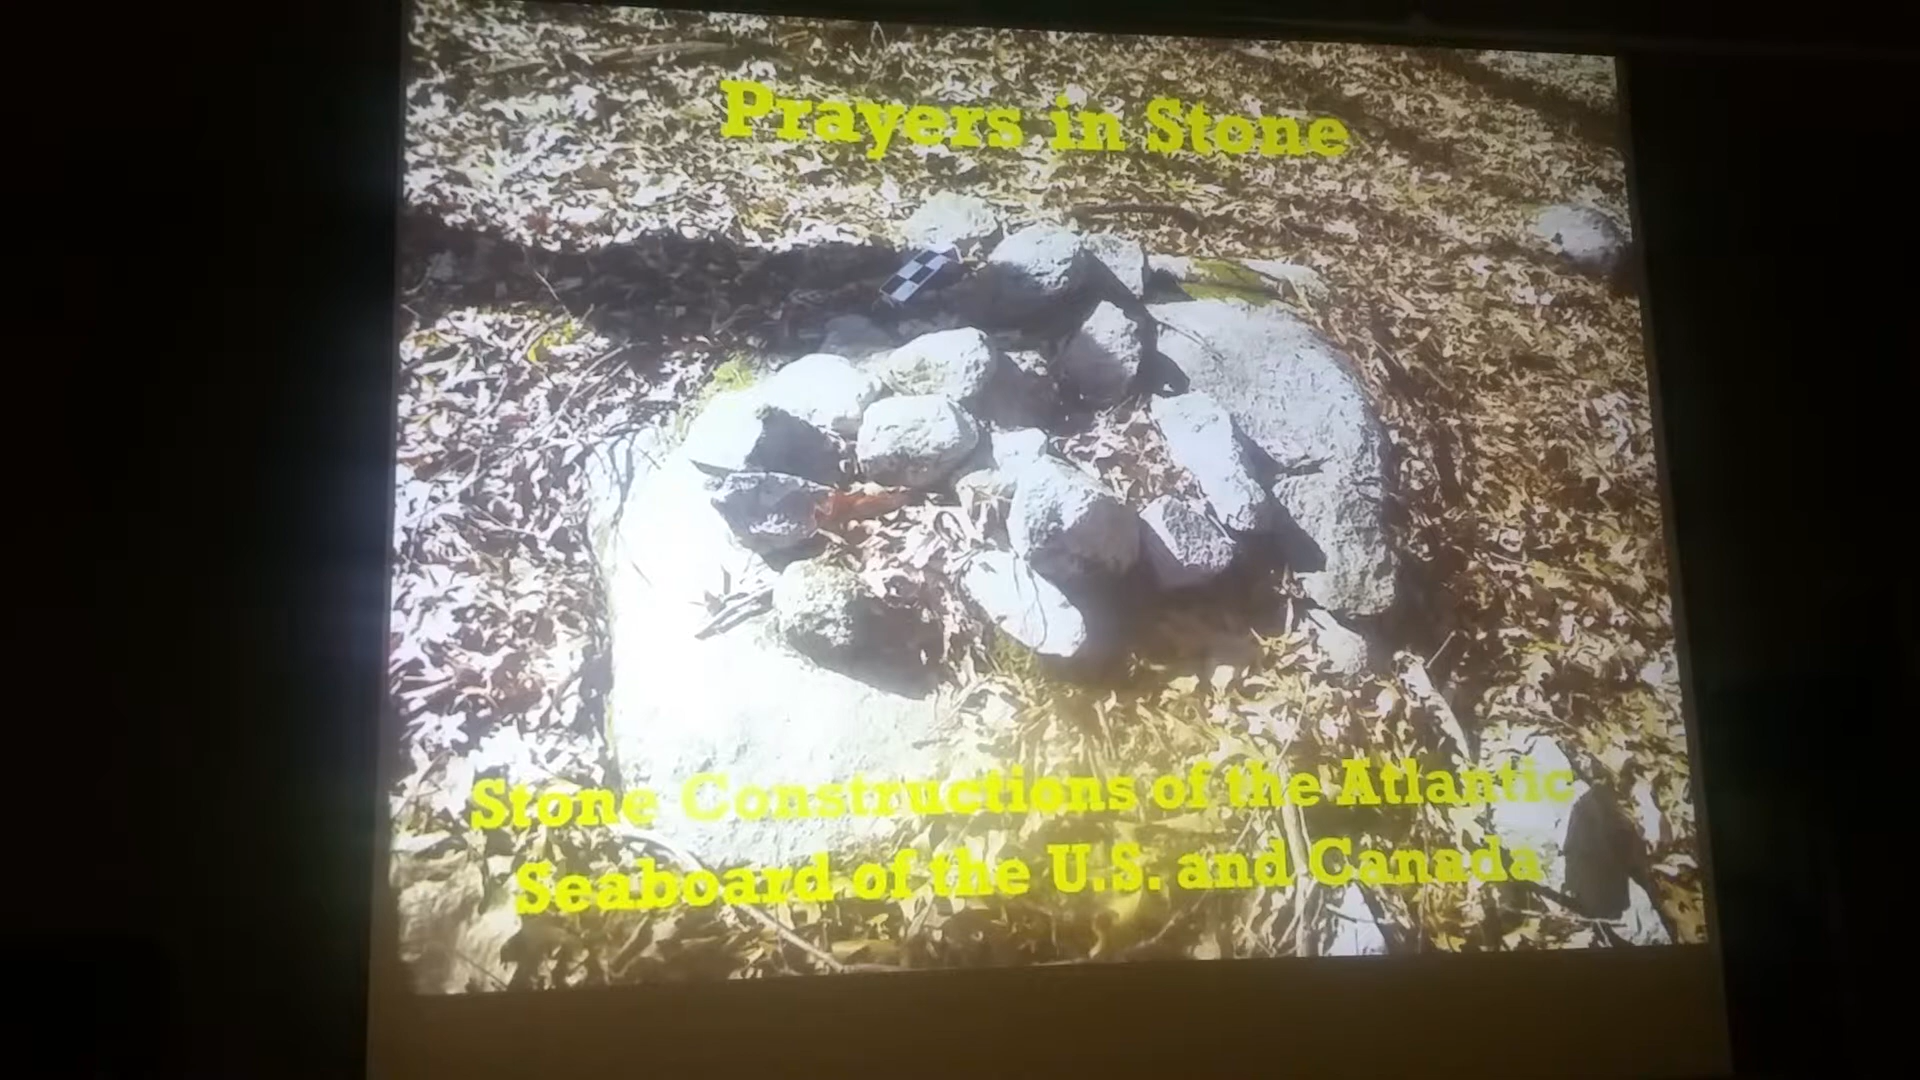 Prayers in Stone
Stone Constructions of the Atlantic
Seaboard of the U.S. and Canada